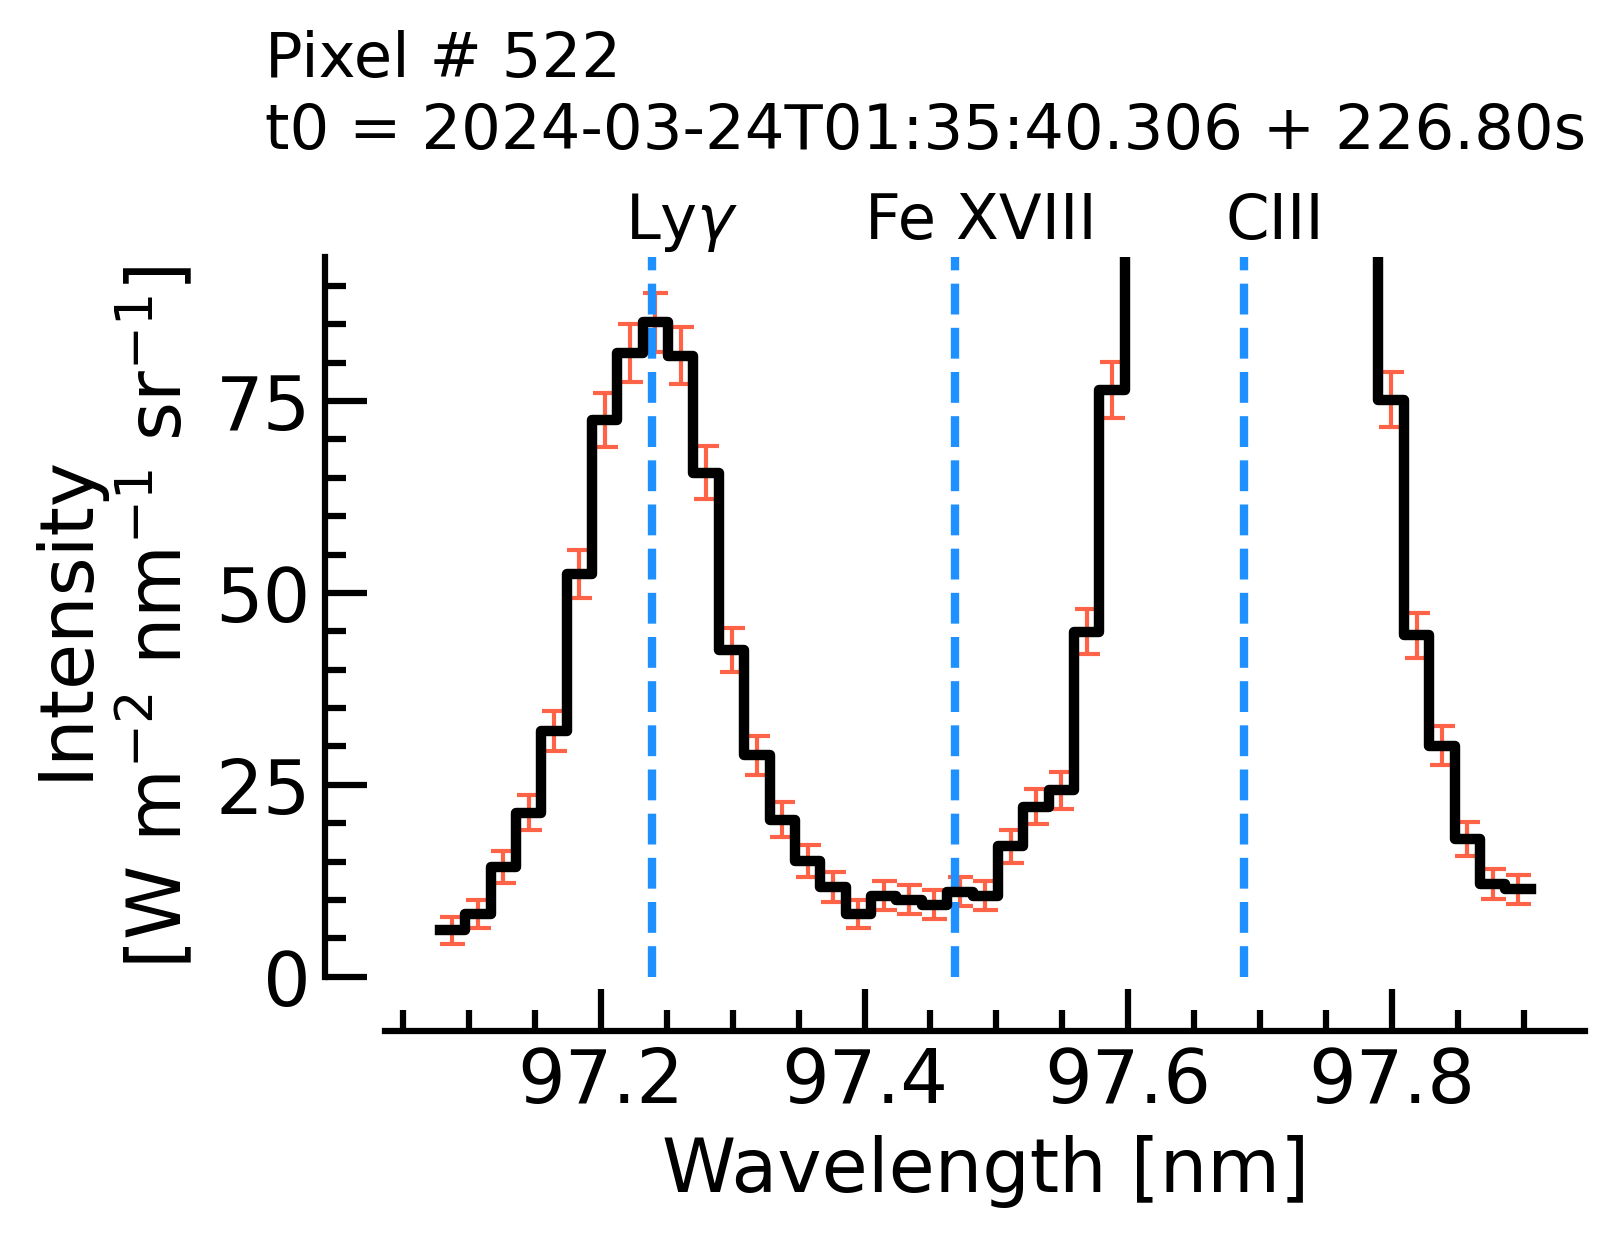 Pixel # 522
t0 = 2024-03-24T01:35:40.306 + 226.80s
Lyγ Fe XVIII CIII
Intensity
[W m⁻² nm⁻¹ sr⁻¹]
75
50
25
0
97.2 97.4 97.6 97.8
Wavelength [nm]